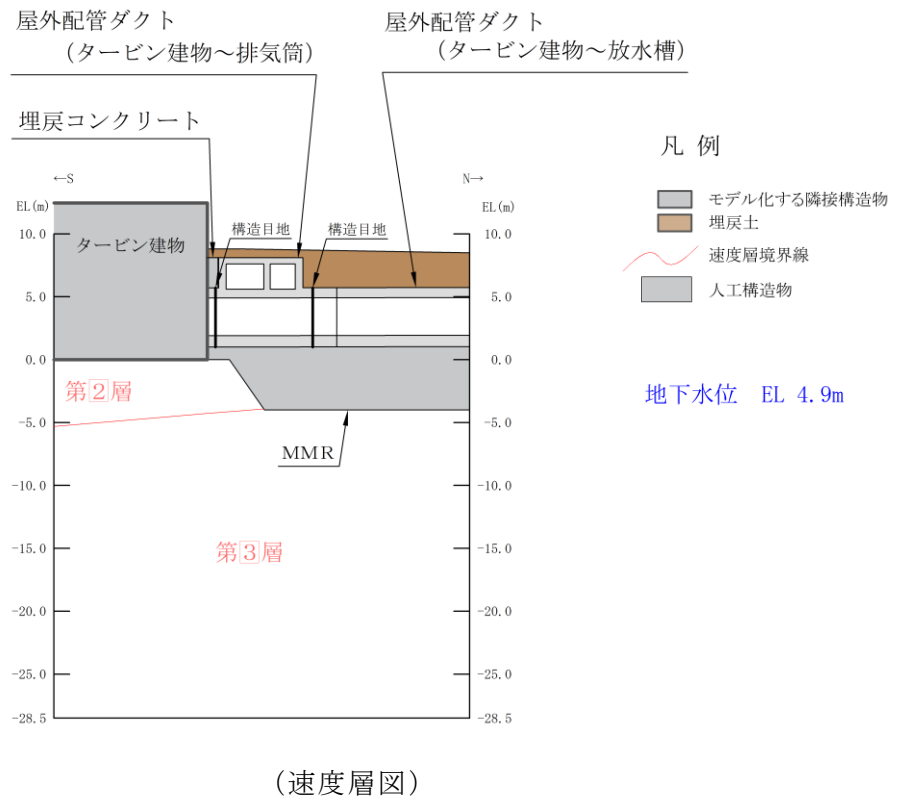 屋外配管ダクト
(タービン建物～排気筒)
屋外配管ダクト
(タービン建物～放水槽)
埋戻コンクリート
凡 例
←S
N→
EL(m)
EL(m)
モデル化する隣接構造物
埋戻土
速度層境界線
人工構造物
タービン建物
構造目地
構造目地
10.0
10.0
5.0
5.0
0.0
0.0
第2層
地下水位 EL 4.9m
-5.0
-5.0
MMR
-10.0
-10.0
第3層
-15.0
-15.0
-20.0
-20.0
-25.0
-25.0
-28.5
-28.5
(速度層図)